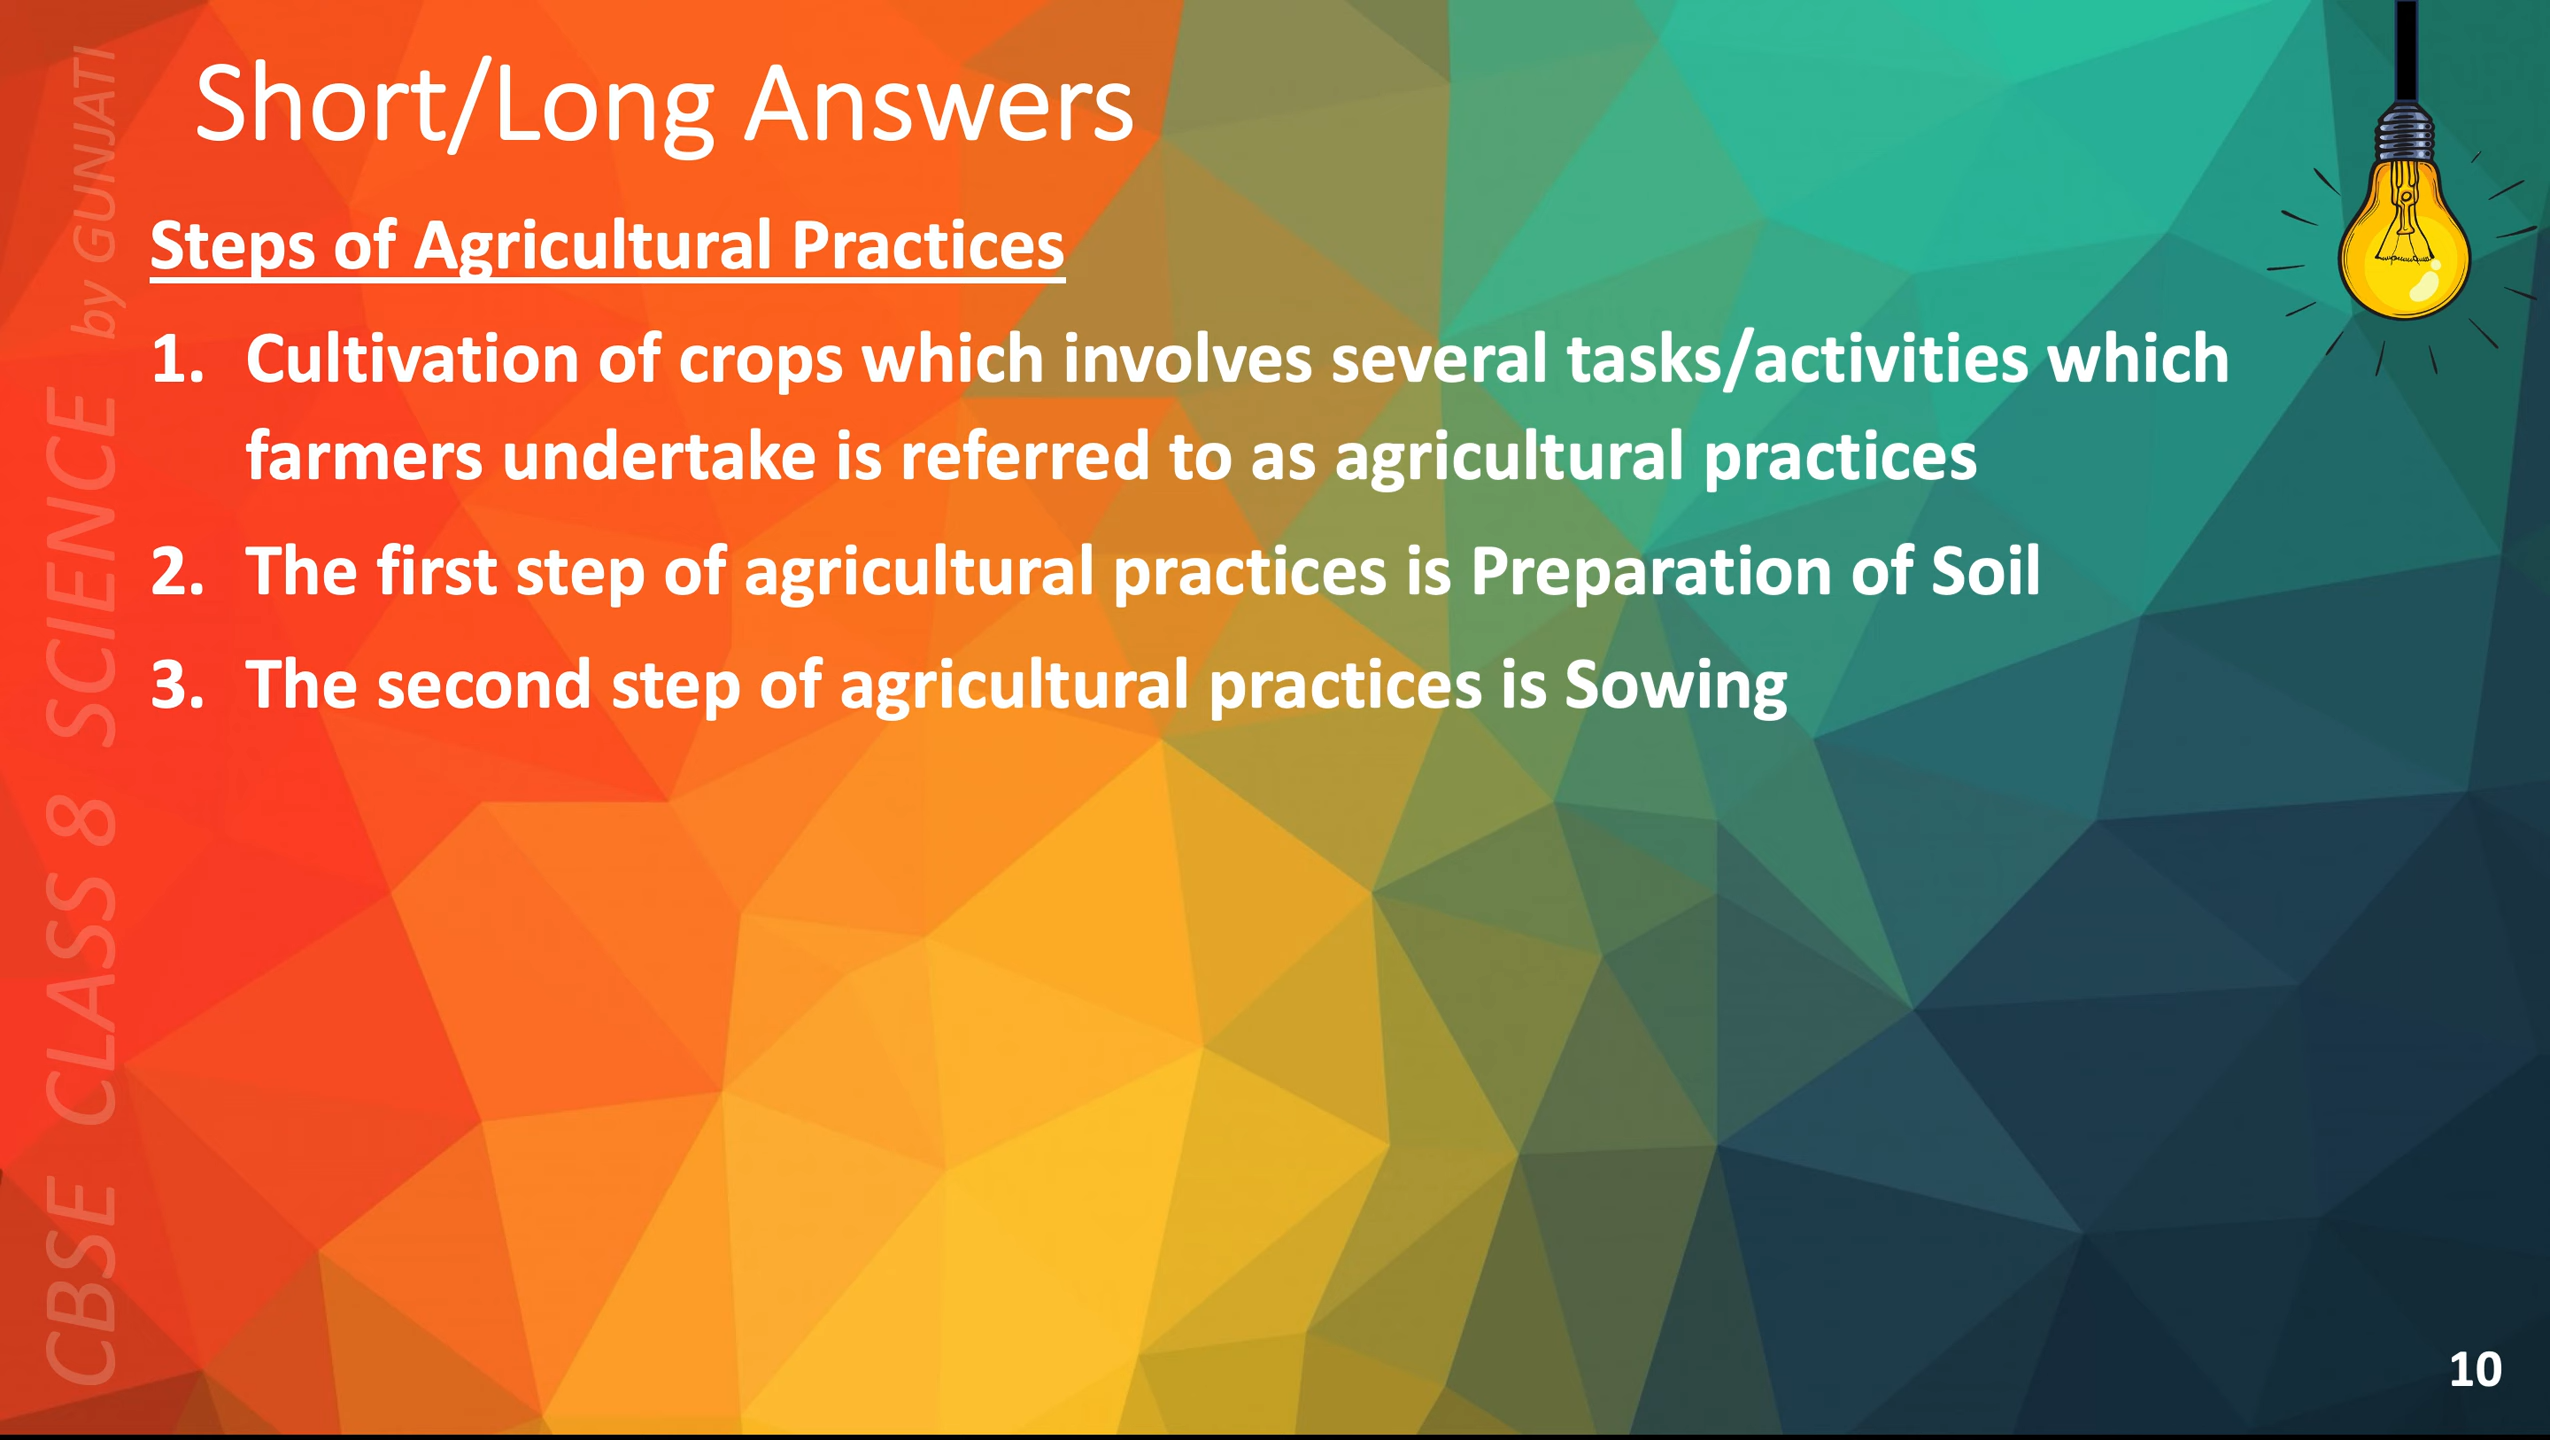 Short/Long Answers
Steps of Agricultural Practices
1. Cultivation of crops which involves several tasks/activities which
farmers undertake is referred to as agricultural practices
2. The first step of agricultural practices is Preparation of Soil
3. The second step of agricultural practices is Sowing
CBSE CLASS 8 SCIENCE by GUNJATI
10